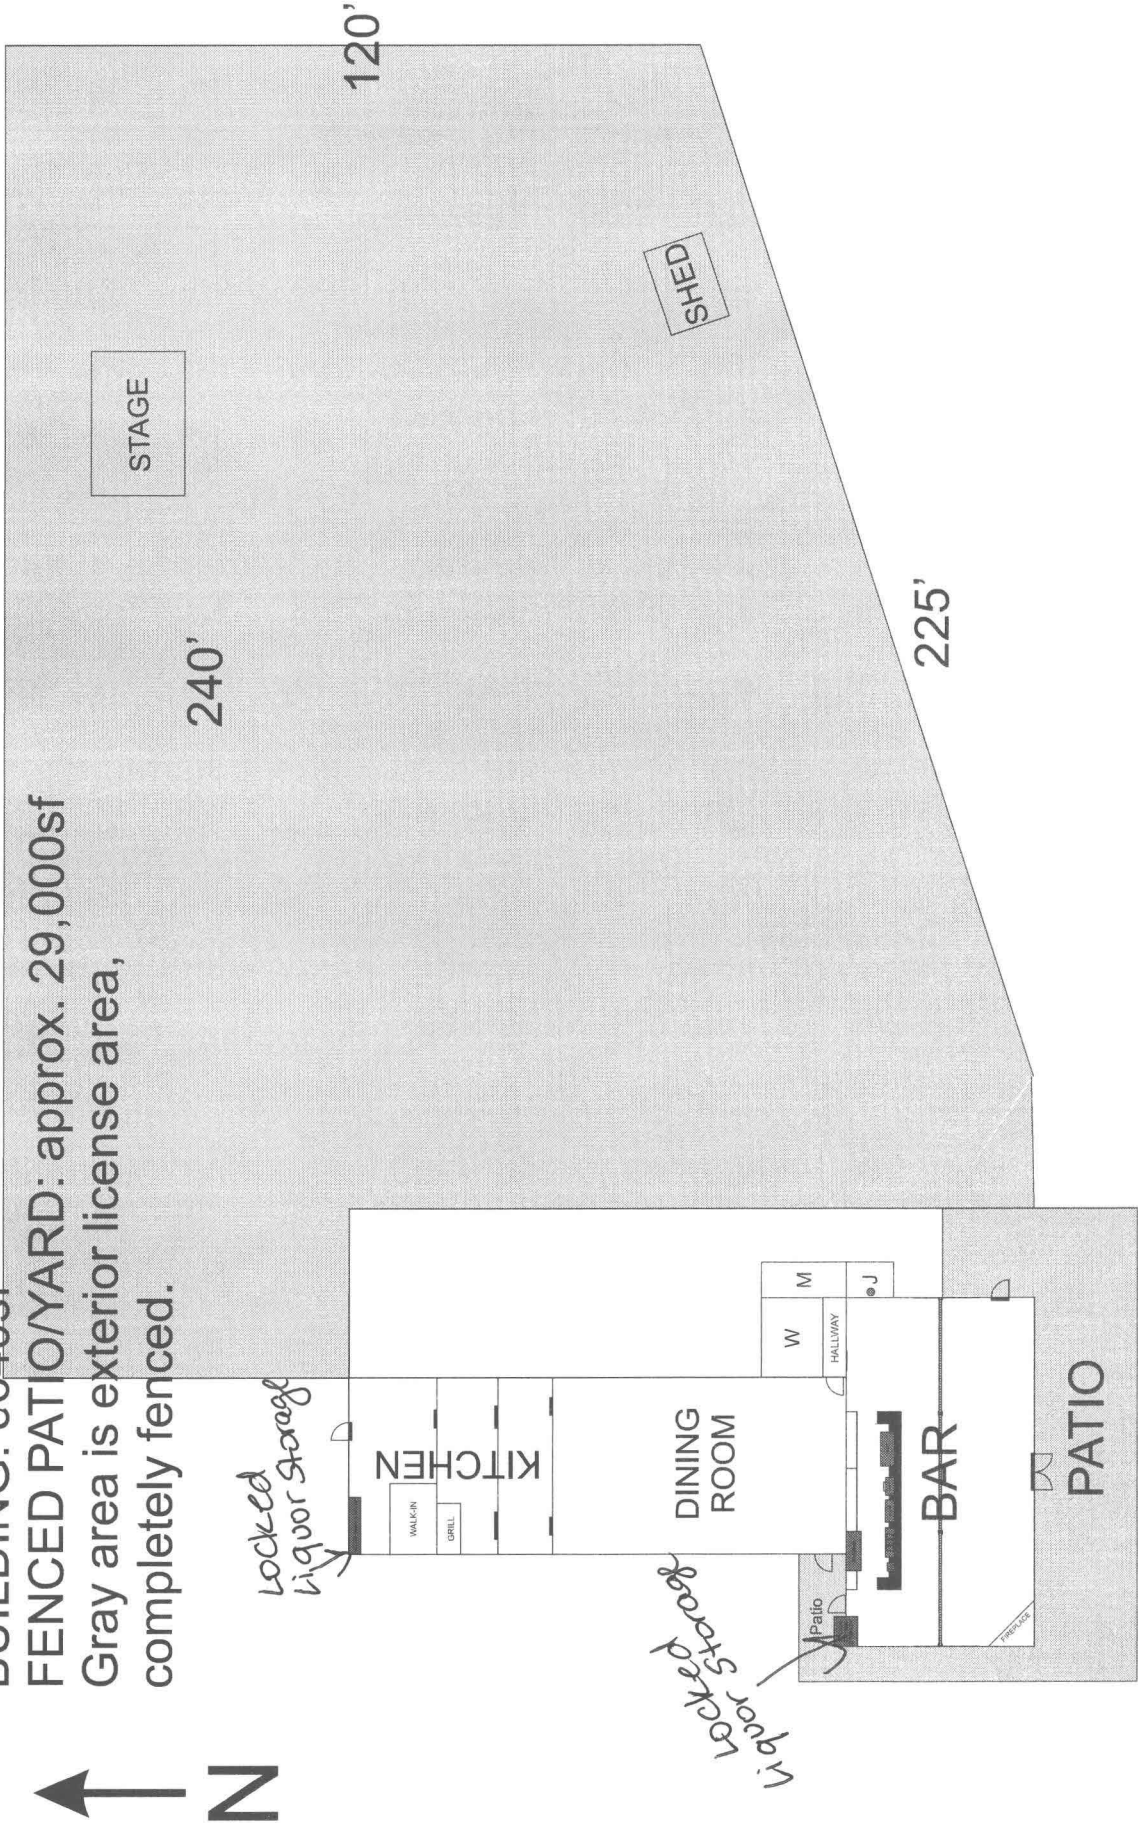 BUILDING:
FENCED PATIO/YARD: approx. 29,000sf
Gray area is exterior license area,
completely fenced.
N
240'
120'
225'
STAGE
SHED
Locked
Liquor Storage
WALK-IN
GRILL
KITCHEN
DINING
ROOM
W
M
HALLWAY
J
Locked
Liquor Storage
Patio
BAR
FIREPLACE
PATIO